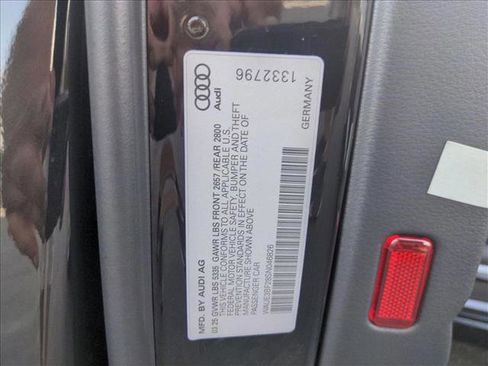 Audi
1332796
GERMANY
MFD. BY AUDI AG
03 25 GVWR LBS 5335 GAWR LBS FRONT 2657 /REAR 2800
THIS VEHICLE CONFORMS TO ALL APPLICABLE U.S.
FEDERAL MOTOR VEHICLE SAFETY, BUMPER AND THEFT
PREVENTION STANDARDS IN EFFECT ON THE DATE OF
MANUFACTURE SHOWN ABOVE
PASSENGER CAR